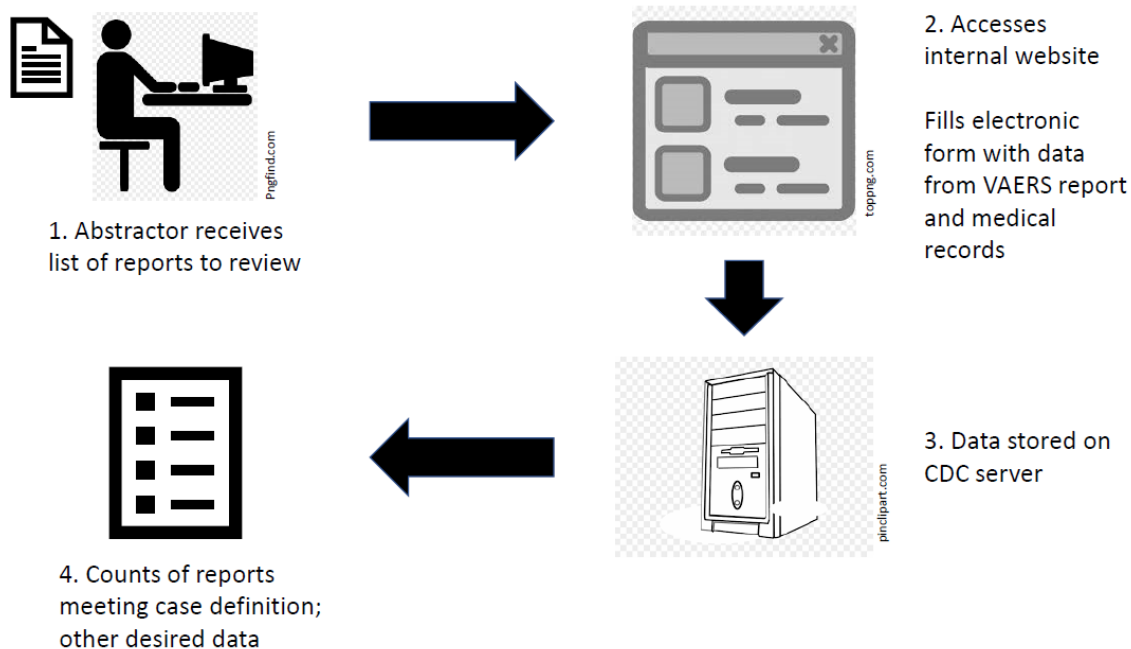 Pngfind.com
1. Abstractor receives
list of reports to review
toppng.com
2. Accesses
internal website
Fills electronic
form with data
from VAERS report
and medical
records
pinclipart.com
3. Data stored on
CDC server
4. Counts of reports
meeting case definition;
other desired data